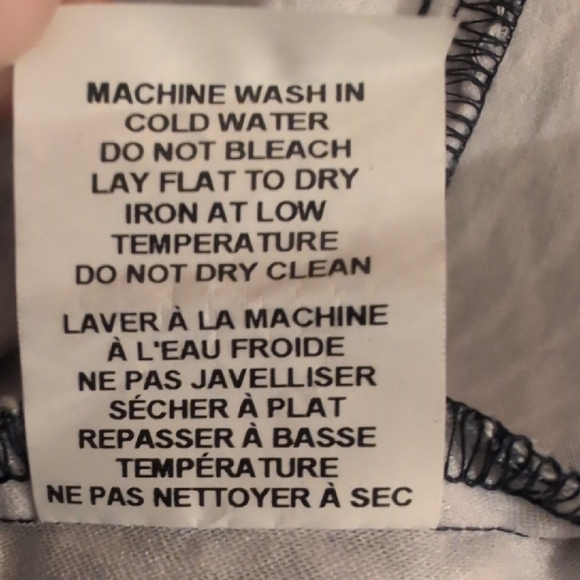 MACHINE WASH IN
COLD WATER
DO NOT BLEACH
LAY FLAT TO DRY
IRON AT LOW
TEMPERATURE
DO NOT DRY CLEAN
LAVER À LA MACHINE
À L'EAU FROIDE
NE PAS JAVELLISER
SÉCHER À PLAT
REPASSER À BASSE
TEMPÉRATURE
NE PAS NETTOYER À SEC